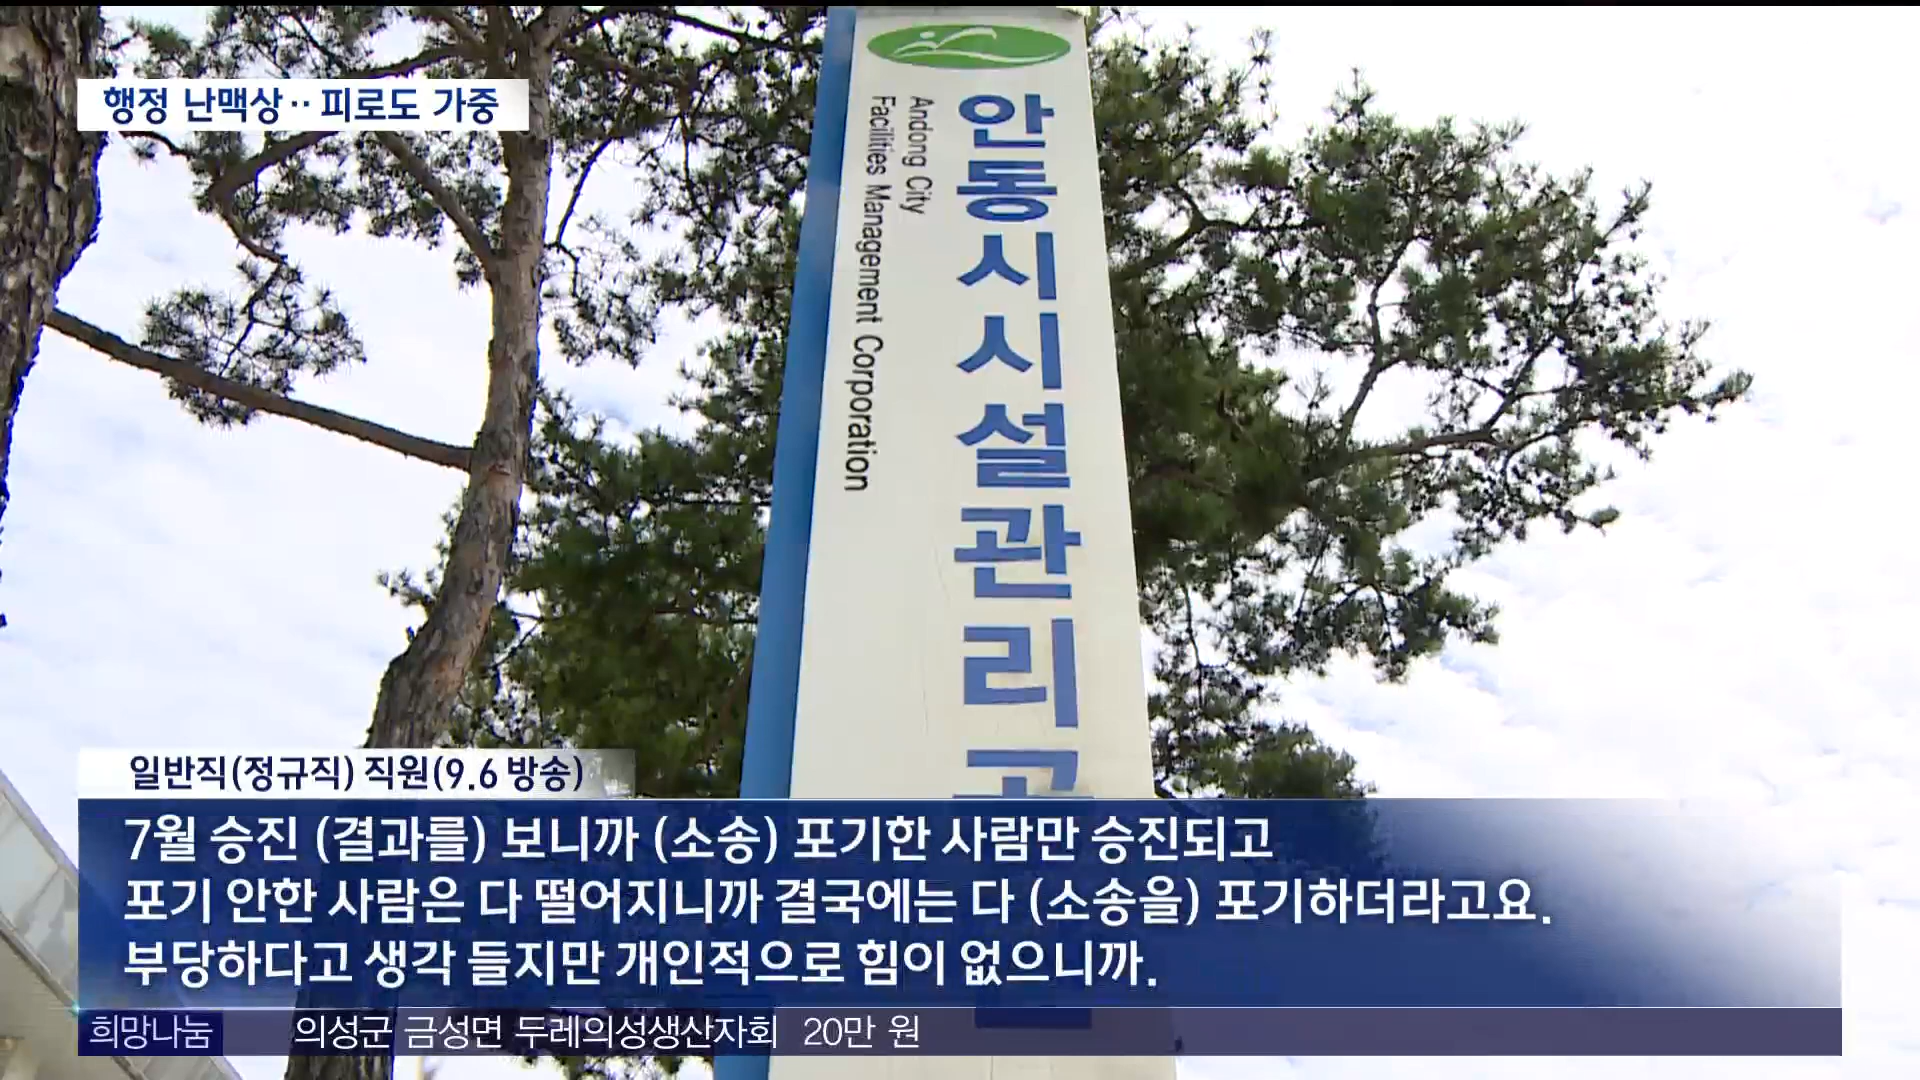 행정 난맥상‥피로도 가중
안동시시설관리공
Andong City
Facilities Management Corporation
일반직(정규직) 직원(9.6 방송)
7월 승진 (결과를) 보니까 (소송) 포기한 사람만 승진되고
포기 안한 사람은 다 떨어지니까 결국에는 다 (소송을) 포기하더라고요.
부당하다고 생각 들지만 개인적으로 힘이 없으니까.
희망나눔
의성군 금성면 두레의성생산자회 20만 원